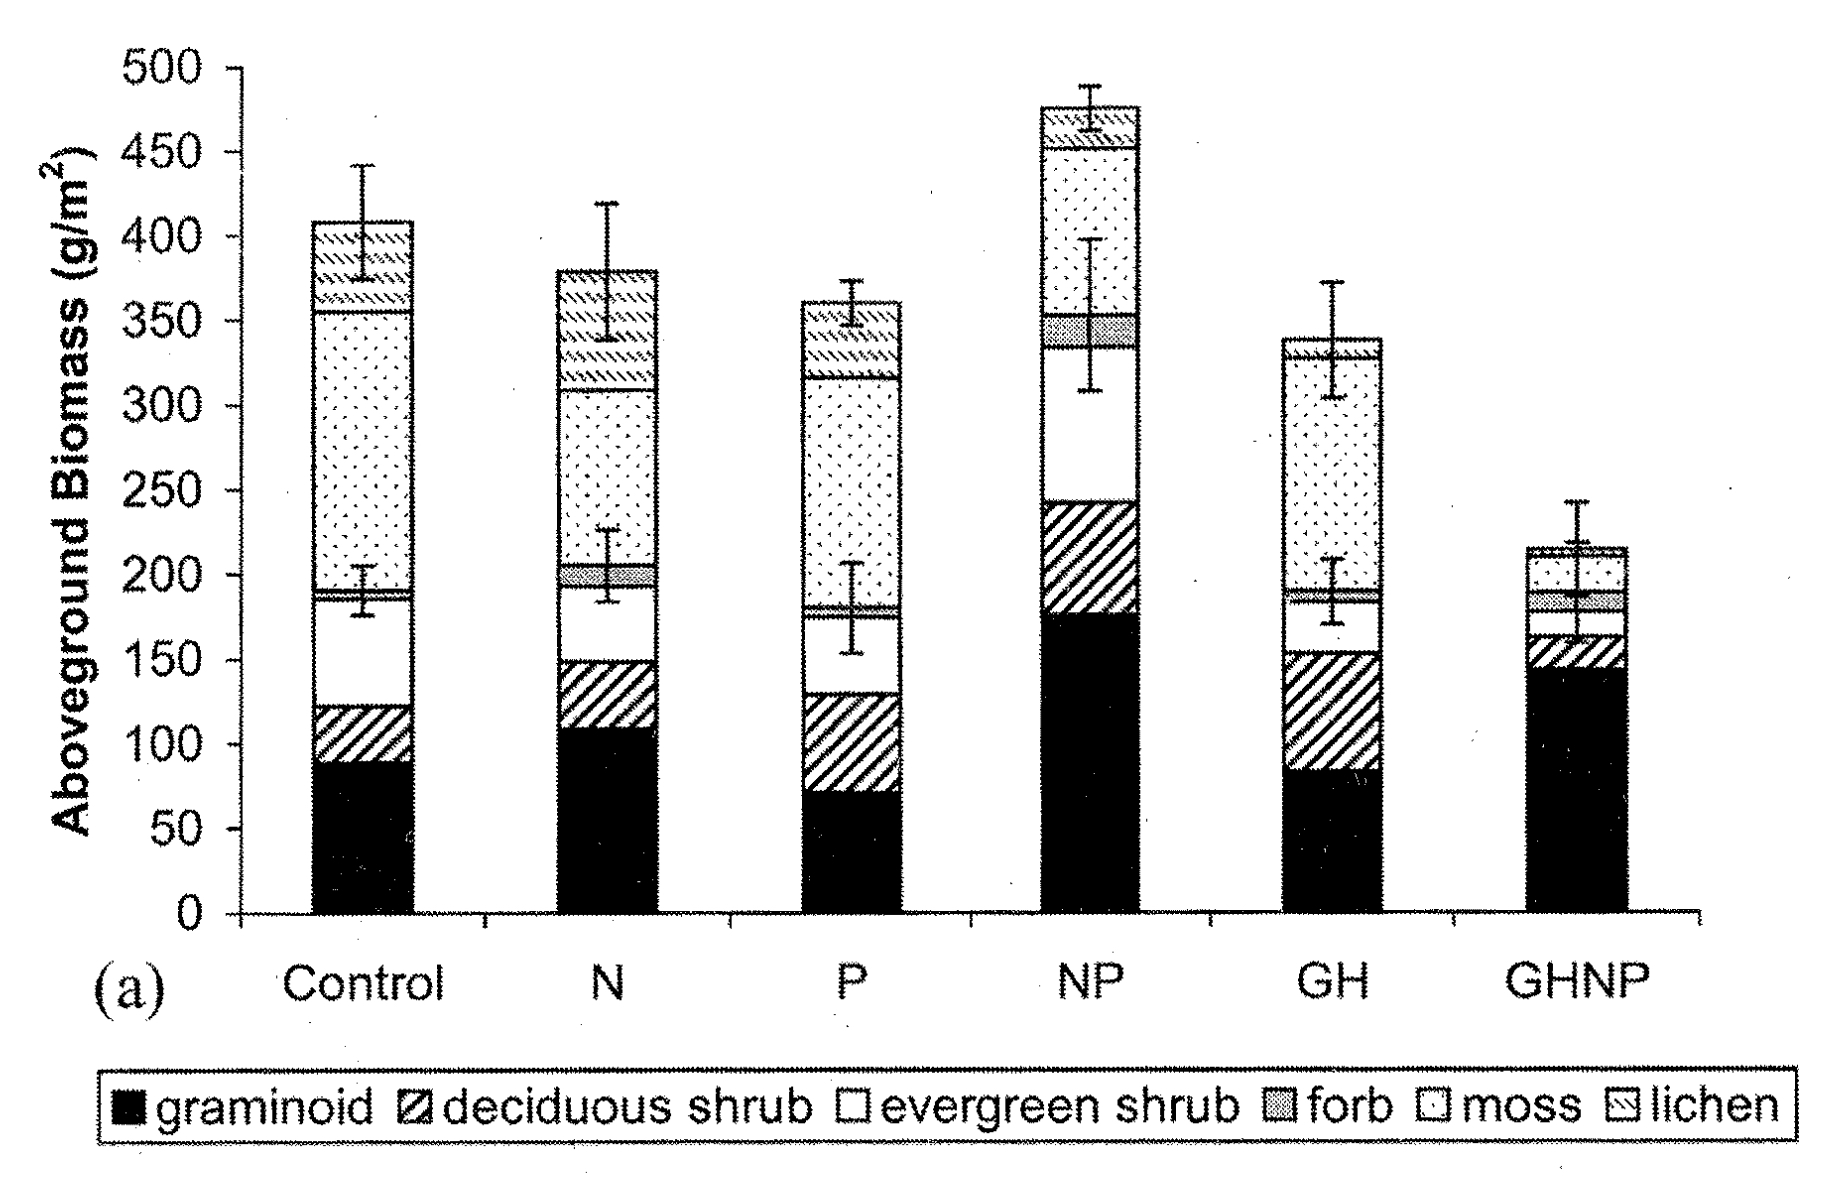 Aboveground Biomass (g/m²)
500
450
400
350
300
250
200
150
100
50
0
(a)
Control N P NP GH GHNP
graminoid deciduous shrub evergreen shrub forb moss lichen